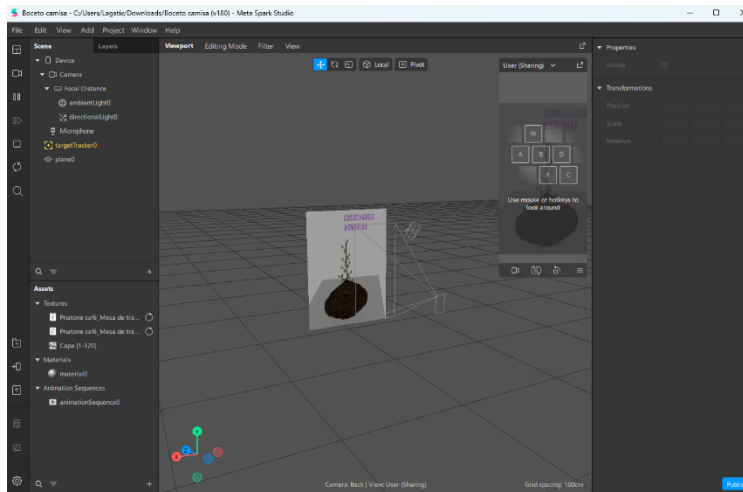 Boceto camisa - C:/Users/Lagatix/Downloads/Boceto camisa (v180) - Meta Spark Studio
File Edit View Add Project Window Help
Scene Layers
Device
Camera
Focal Distance
ambientLight0
directionalLight0
Microphone
targetTracker0
plane0
Assets
Textures
Pnatone café_Mesa de tra...
Pnatone café_Mesa de tra...
Capa [1-120]
Materials
material0
Animation Sequences
animationSequence0
Viewport Editing Mode Filter View
Local Pivot
COSECHANDO
MEMORIAS
X
Y
Z
Camera: Back | View: User (Sharing)
Grid spacing: 100cm
User (Sharing)
COSECHANDO
MEMORIAS
W
A S D
X C
Use mouse or hotkeys to
look around
Properties
Visible
Transformations
Position
Scale
Rotation
Publis